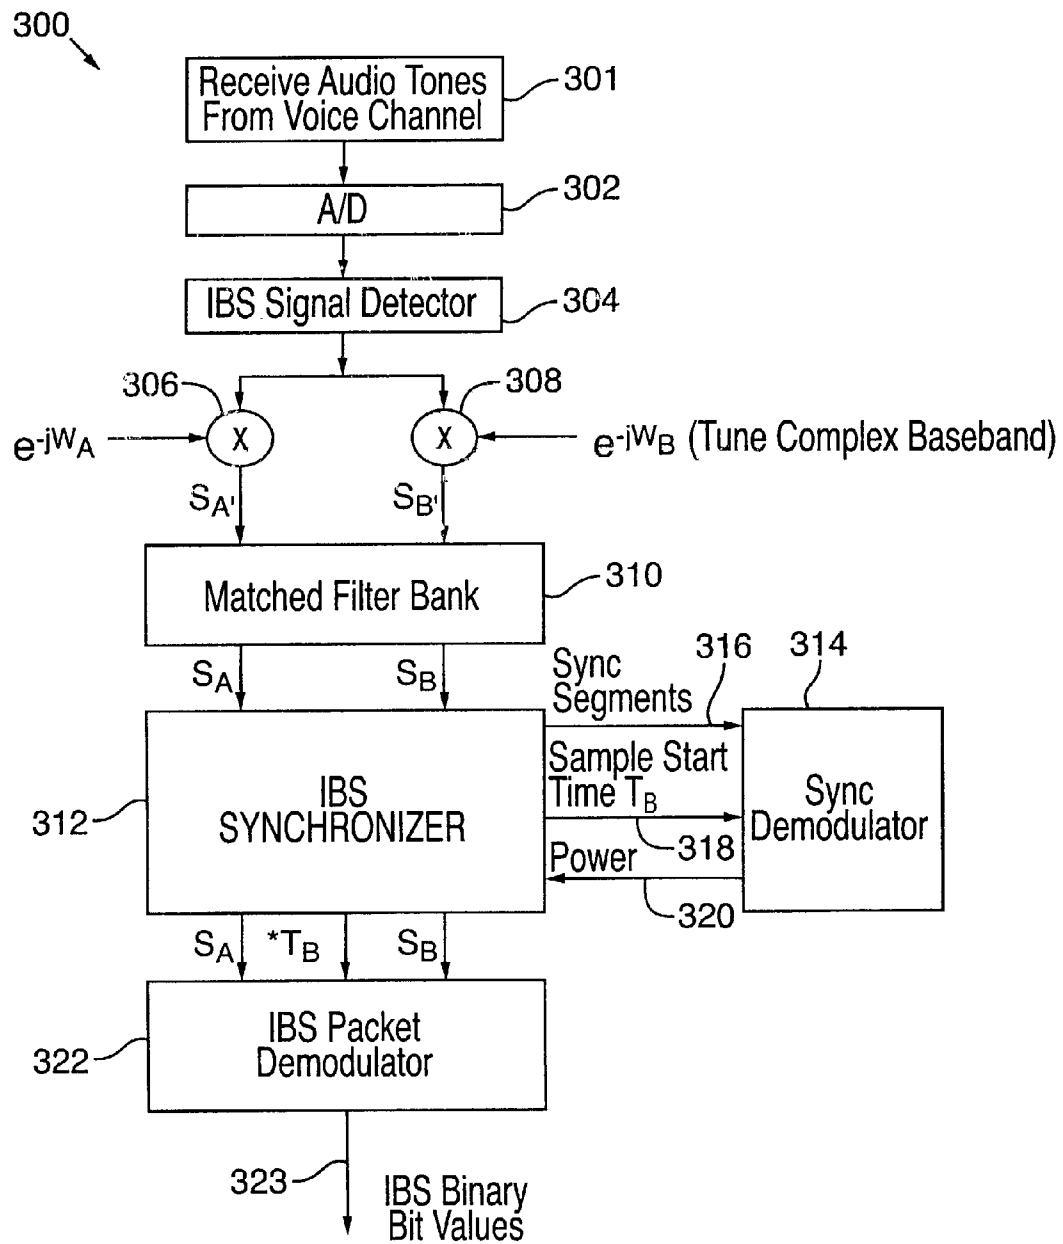 300
Receive Audio Tones
From Voice Channel
301
A/D
302
IBS Signal Detector
304
306
308
e-jWA
X
X
e-jWB (Tune Complex Baseband)
SA'
SB'
Matched Filter Bank
310
SA
SB
Sync
Segments
316
314
IBS
SYNCHRONIZER
312
Sample Start
Time TB
318
Sync
Demodulator
Power
320
SA
*TB
SB
IBS Packet
Demodulator
322
323
IBS Binary
Bit Values